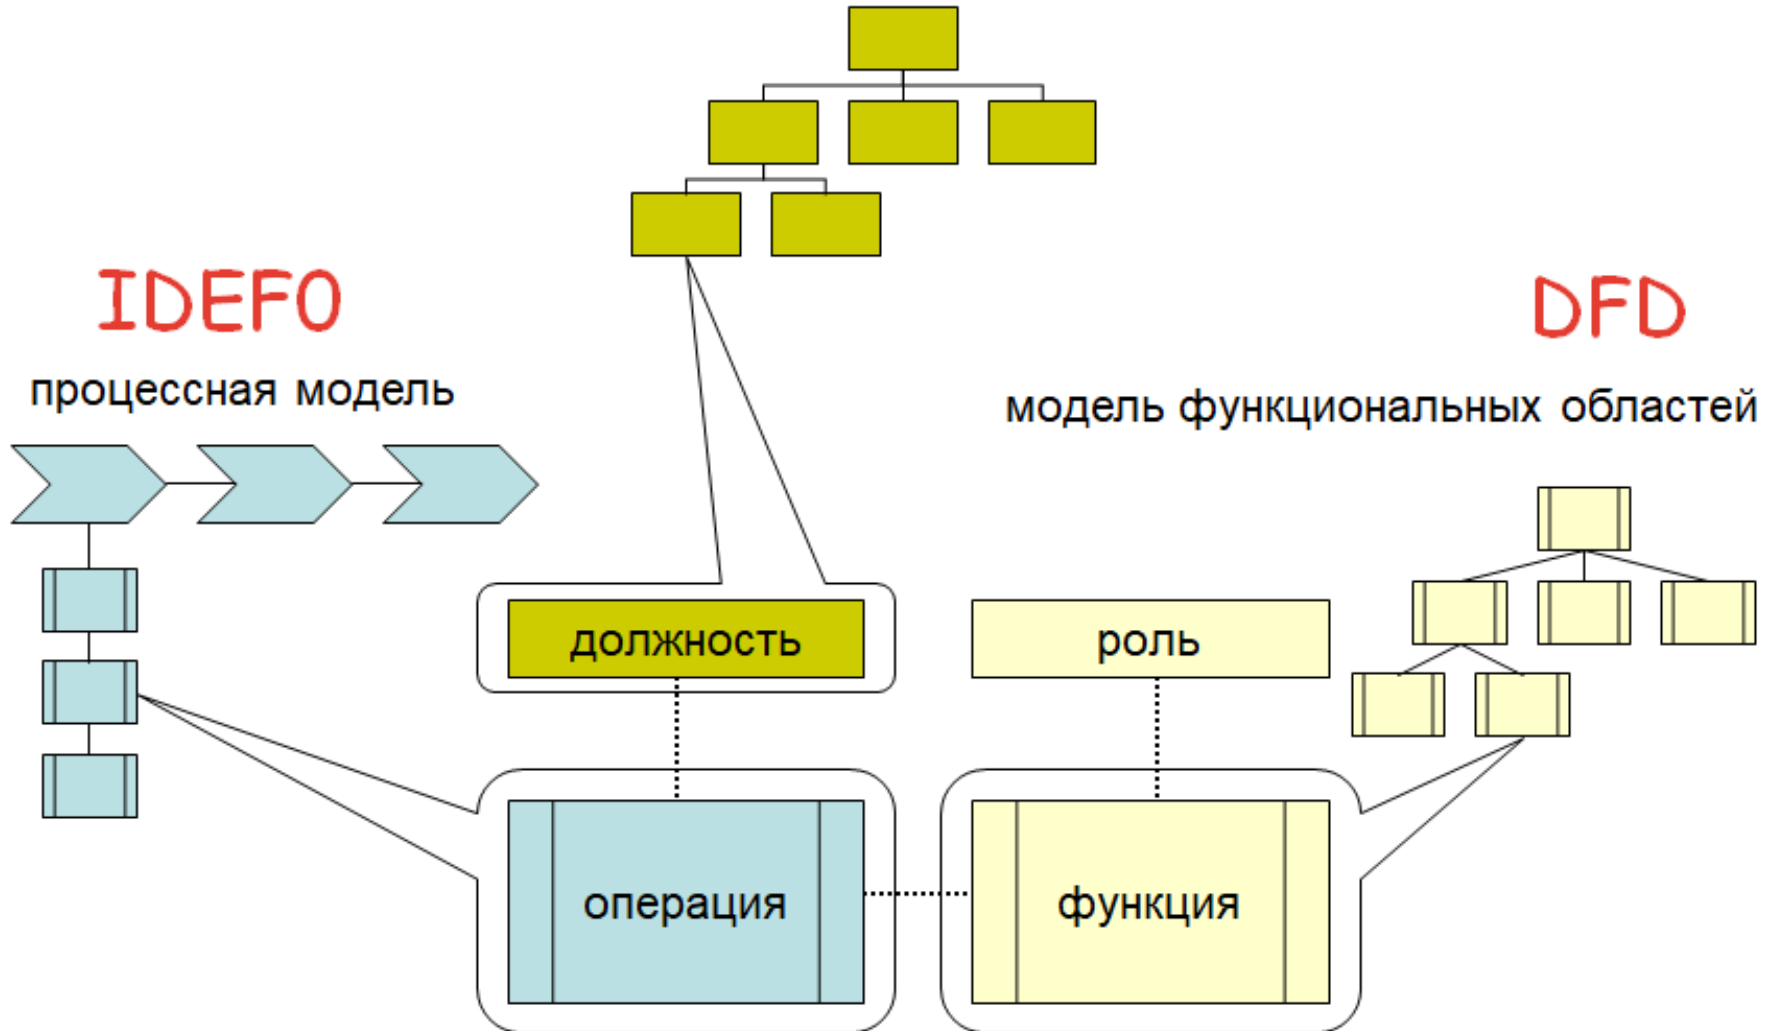 IDEF0
DFD
процессная модель
модель функциональных областей
должность
роль
операция
функция